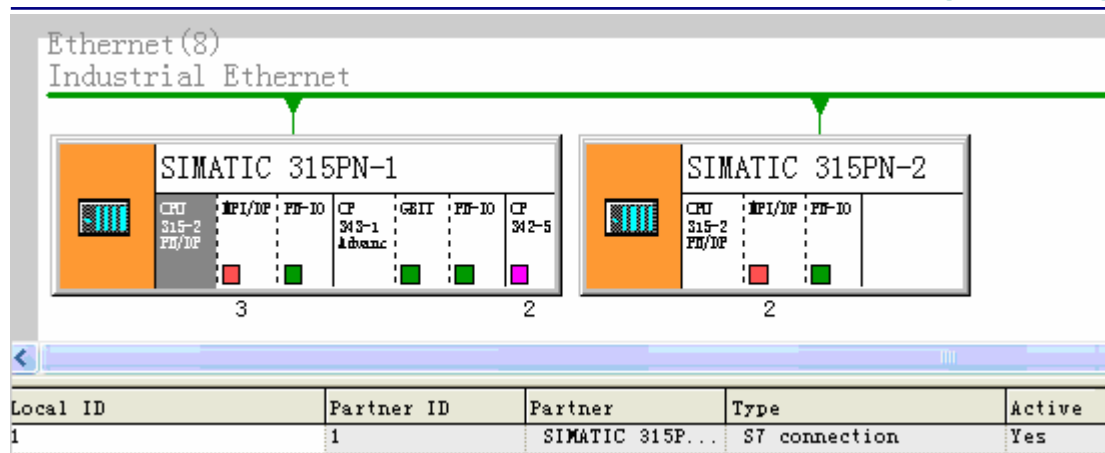 Ethernet(8)
Industrial Ethernet
SIMATIC 315PN-1
CPU 315-2 PN/DP
MPI/DP
PN-IO
CP 343-1 Advanc
GBIT
PN-IO
CP 342-5
3
2
SIMATIC 315PN-2
CPU 315-2 PN/DP
MPI/DP
PN-IO
2
Local ID Partner ID Partner Type Active
1 1 SIMATIC 315P... S7 connection Yes